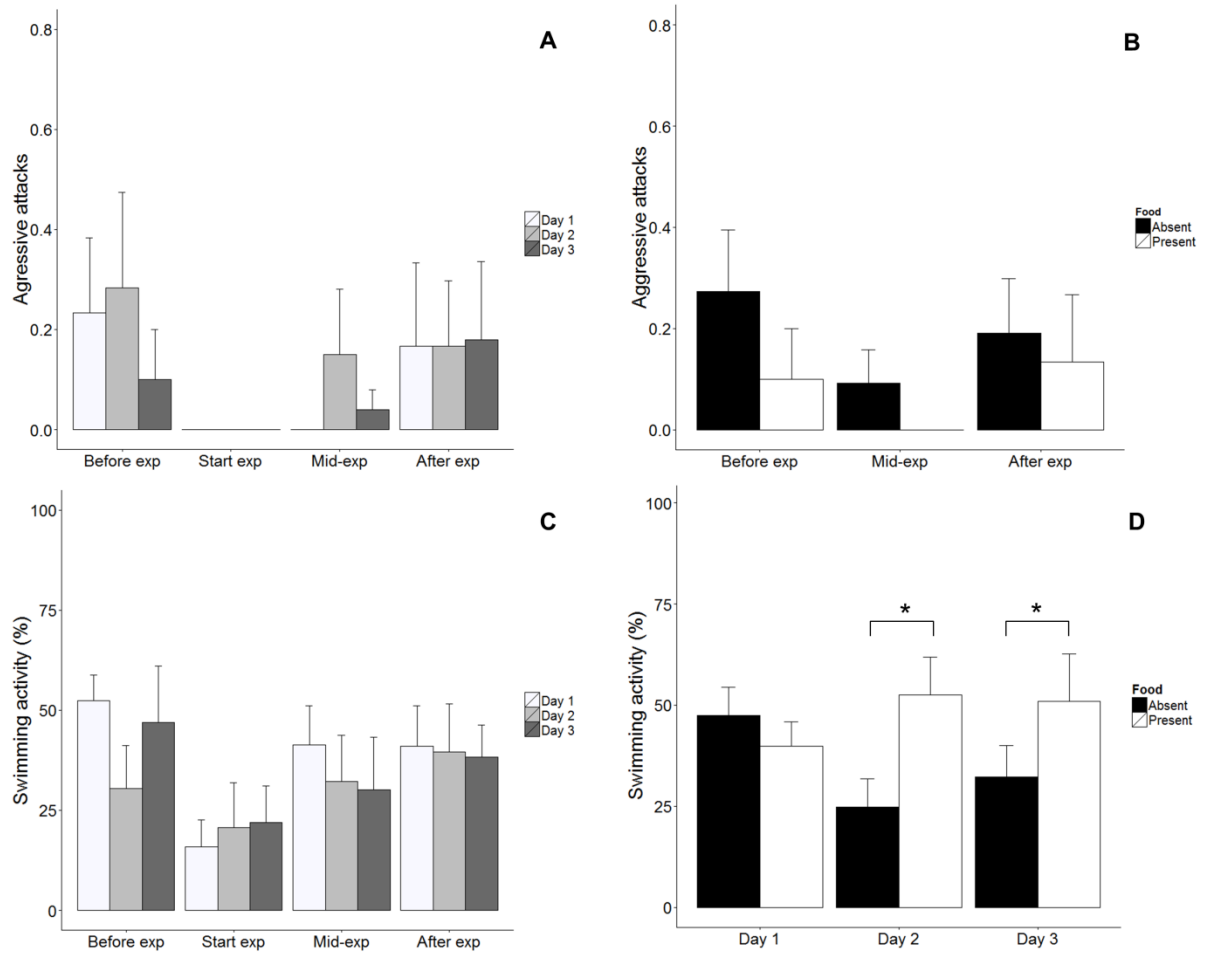 A
Agressive attacks
0.8
0.6
0.4
0.2
0.0
Before exp
Start exp
Mid-exp
After exp
Day 1
Day 2
Day 3
B
Aggressive attacks
0.8
0.6
0.4
0.2
0.0
Before exp
Mid-exp
After exp
Food
Absent
Present
C
Swimming activity (%)
100
75
50
25
0
Before exp
Start exp
Mid-exp
After exp
Day 1
Day 2
Day 3
D
Swimming activity (%)
100
75
50
25
0
*
*
Day 1
Day 2
Day 3
Food
Absent
Present